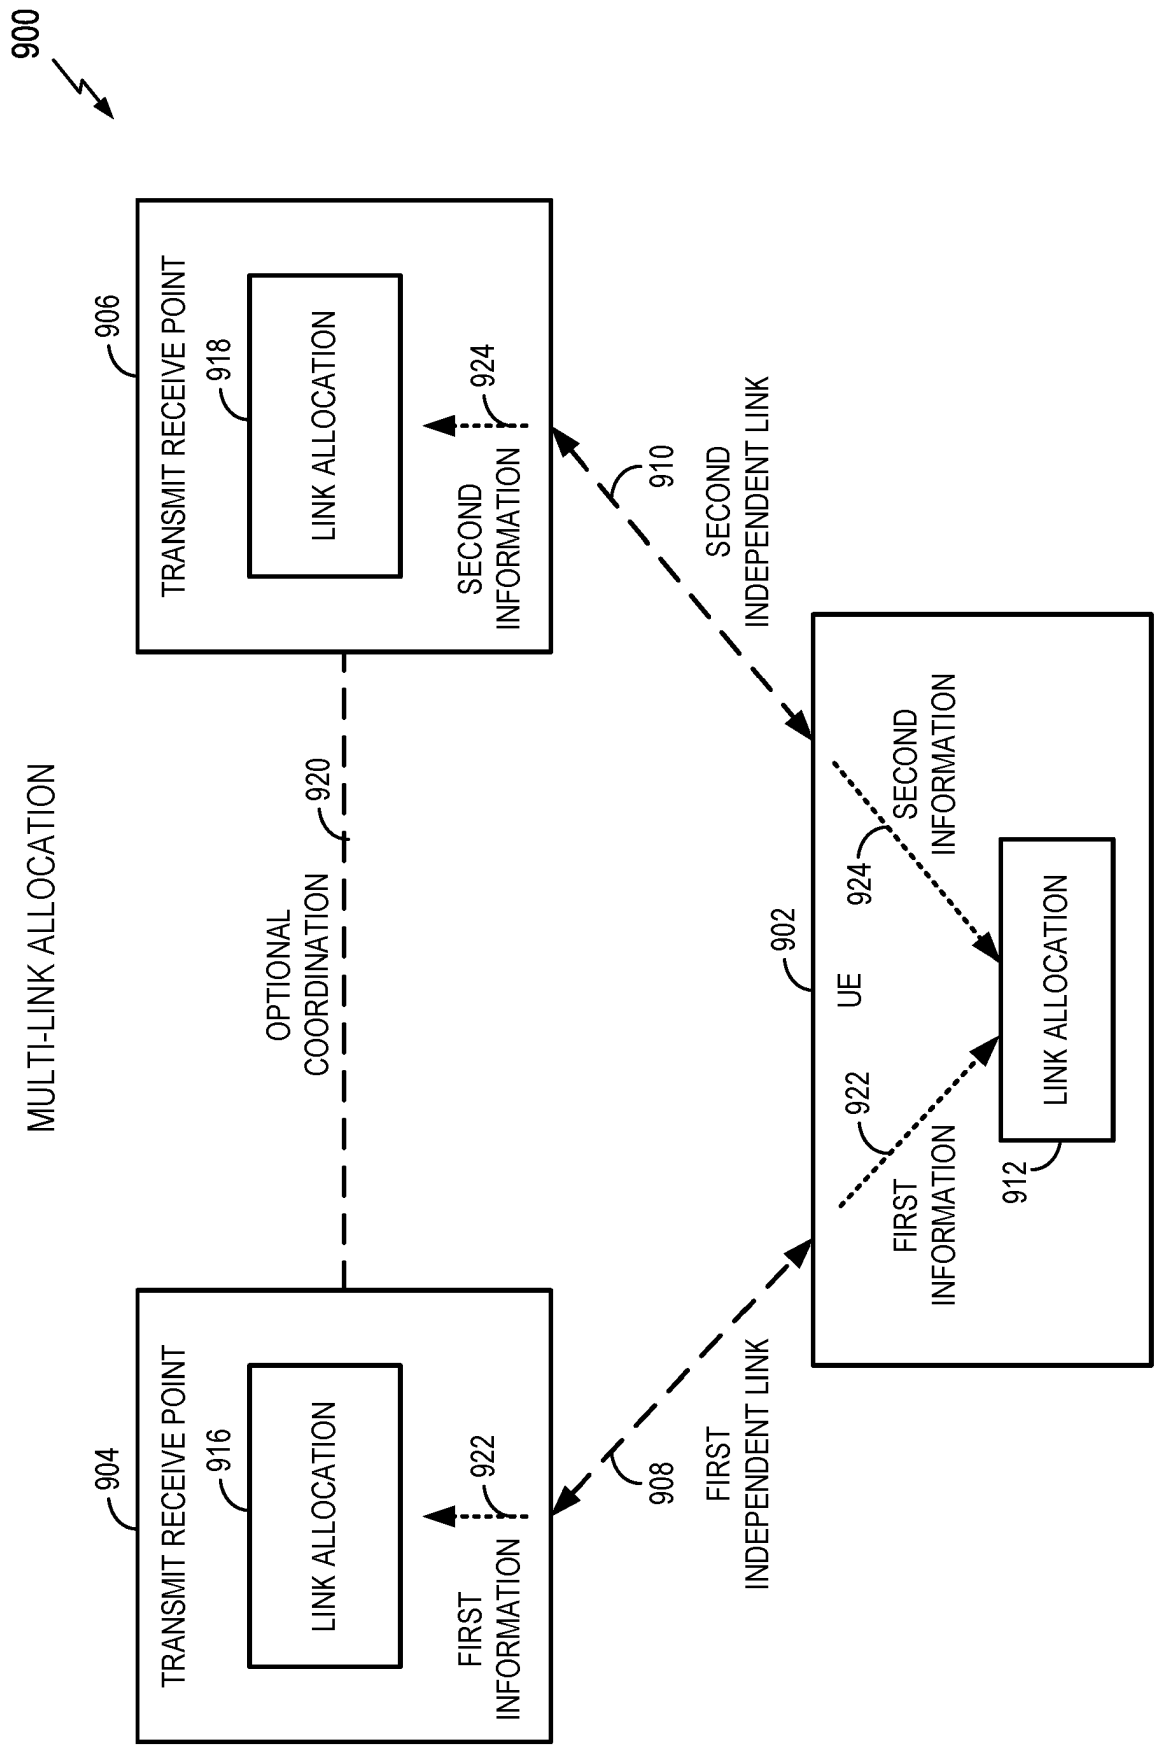 MULTI-LINK ALLOCATION
900
904
TRANSMIT RECEIVE POINT
916
LINK ALLOCATION
FIRST
INFORMATION
922
OPTIONAL
COORDINATION
920
906
TRANSMIT RECEIVE POINT
918
LINK ALLOCATION
SECOND
INFORMATION
924
FIRST
INDEPENDENT LINK
908
SECOND
INDEPENDENT LINK
910
902
UE
FIRST
INFORMATION
922
924
SECOND
INFORMATION
912
LINK ALLOCATION